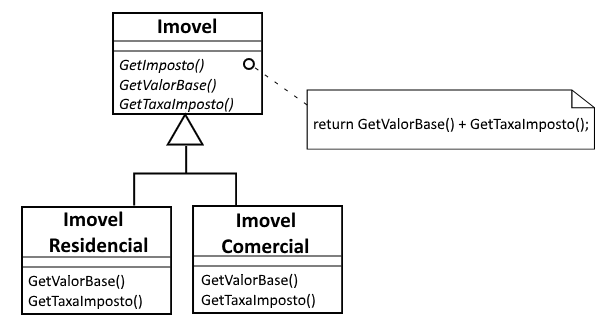 Imovel
GetImposto()
GetValorBase()
GetTaxaImposto()
return GetValorBase() + GetTaxaImposto();
Imovel
Residencial
GetValorBase()
GetTaxaImposto()
Imovel
Comercial
GetValorBase()
GetTaxaImposto()